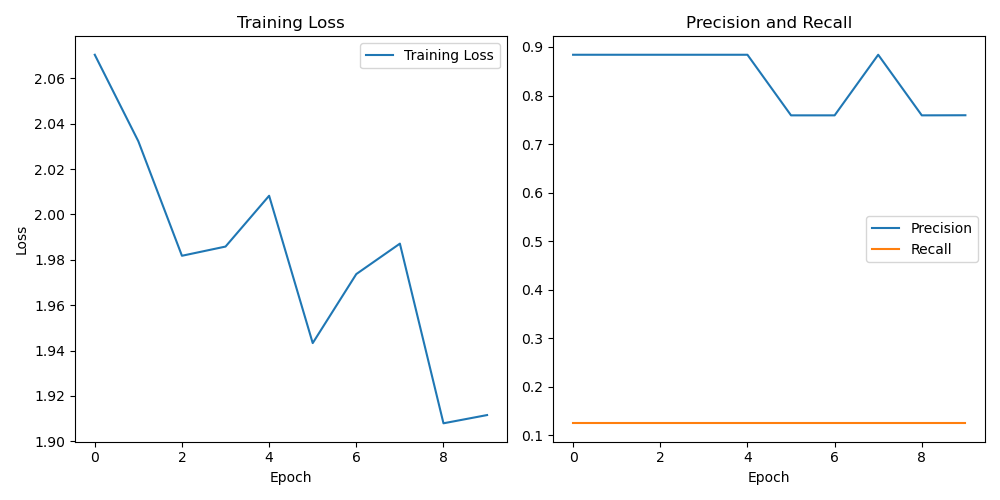 Training Loss
Training Loss
2.06
2.04
2.02
2.00
1.98
1.96
1.94
1.92
1.90
Loss
0 2 4 6 8
Epoch
Precision and Recall
0.9
0.8
0.7
0.6
0.5
0.4
0.3
0.2
0.1
Precision
Recall
0 2 4 6 8
Epoch